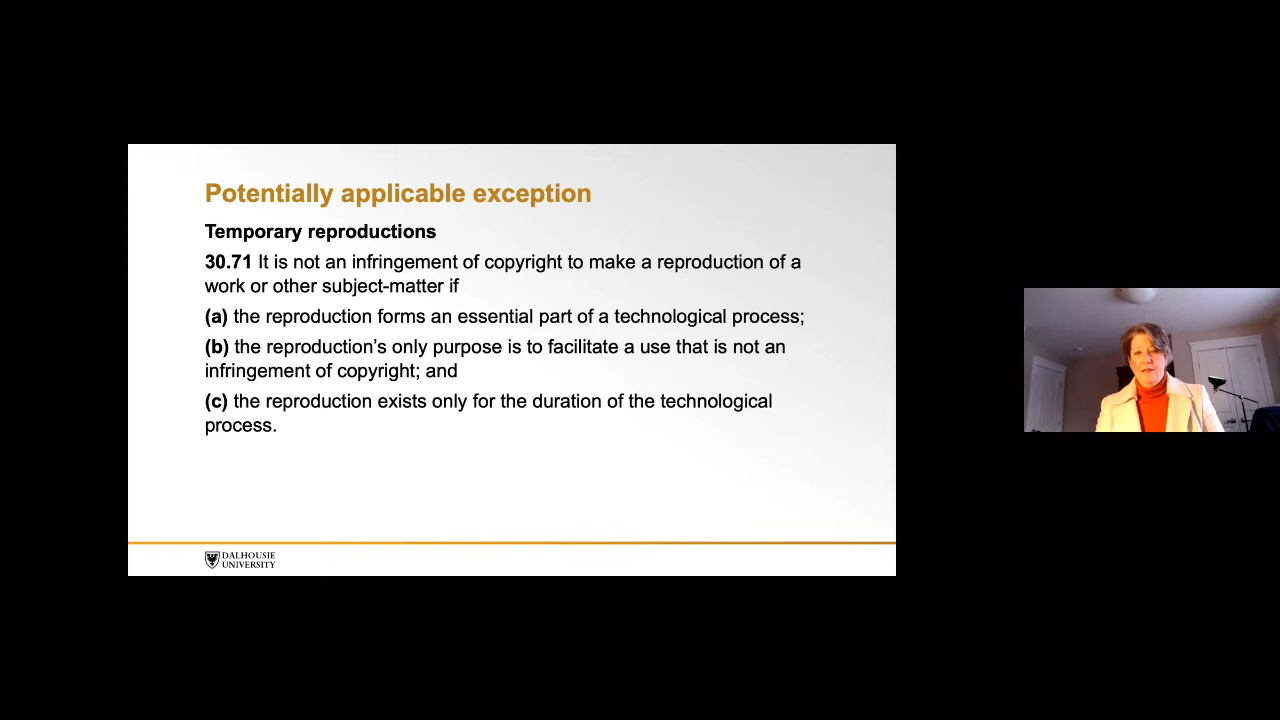 Potentially applicable exception
Temporary reproductions
30.71 It is not an infringement of copyright to make a reproduction of a
work or other subject-matter if
(a) the reproduction forms an essential part of a technological process;
(b) the reproduction’s only purpose is to facilitate a use that is not an
infringement of copyright; and
(c) the reproduction exists only for the duration of the technological
process.
DALHOUSIE
UNIVERSITY